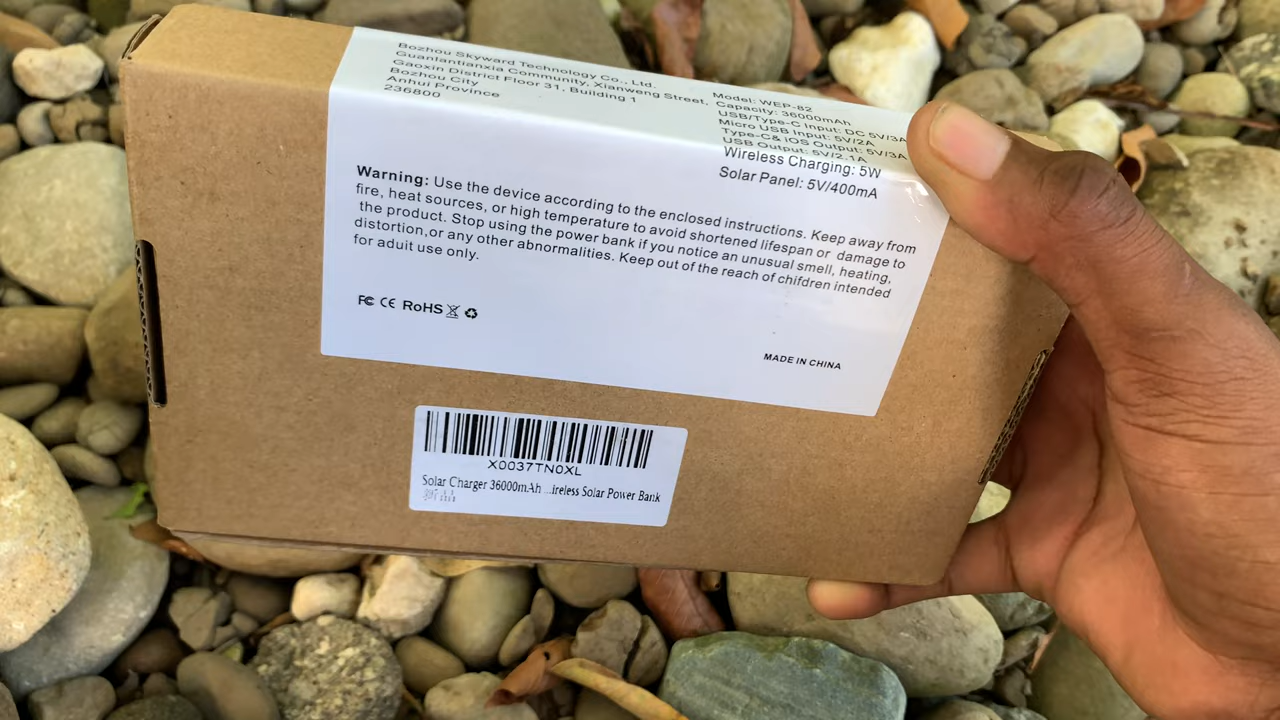 Bozhou Skyward Technology Co., Ltd.
Guantiantianxia Community, Xianweng Street,
Gaoxin District Floour 31, Building 1
Bozhou City
Anhui Province
236800
Model: WEP-82
Capacity: 36000mAh
USB/Type-C Input: DC 5V/3A
Micro USB Input: 5V/2A
Type-C& IOS Output: 5V/3A
USB Output: 5V/2.1A
Wireless Charging: 5W
Solar Panel: 5V/400mA
Warning: Use the device according to the enclosed instructions. Keep away from
fire, heat sources, or high temperature to avoid shortened lifespan or damage to
the product. Stop using the power bank if you notice an unusual smell, heating,
distortion,or any other abnormalities. Keep out of the reach of chifdren intended
for aduit use only.
FC CE RoHS
MADE IN CHINA
X0037TN0XL
Solar Charger 36000mAh ...ireless Solar Power Bank